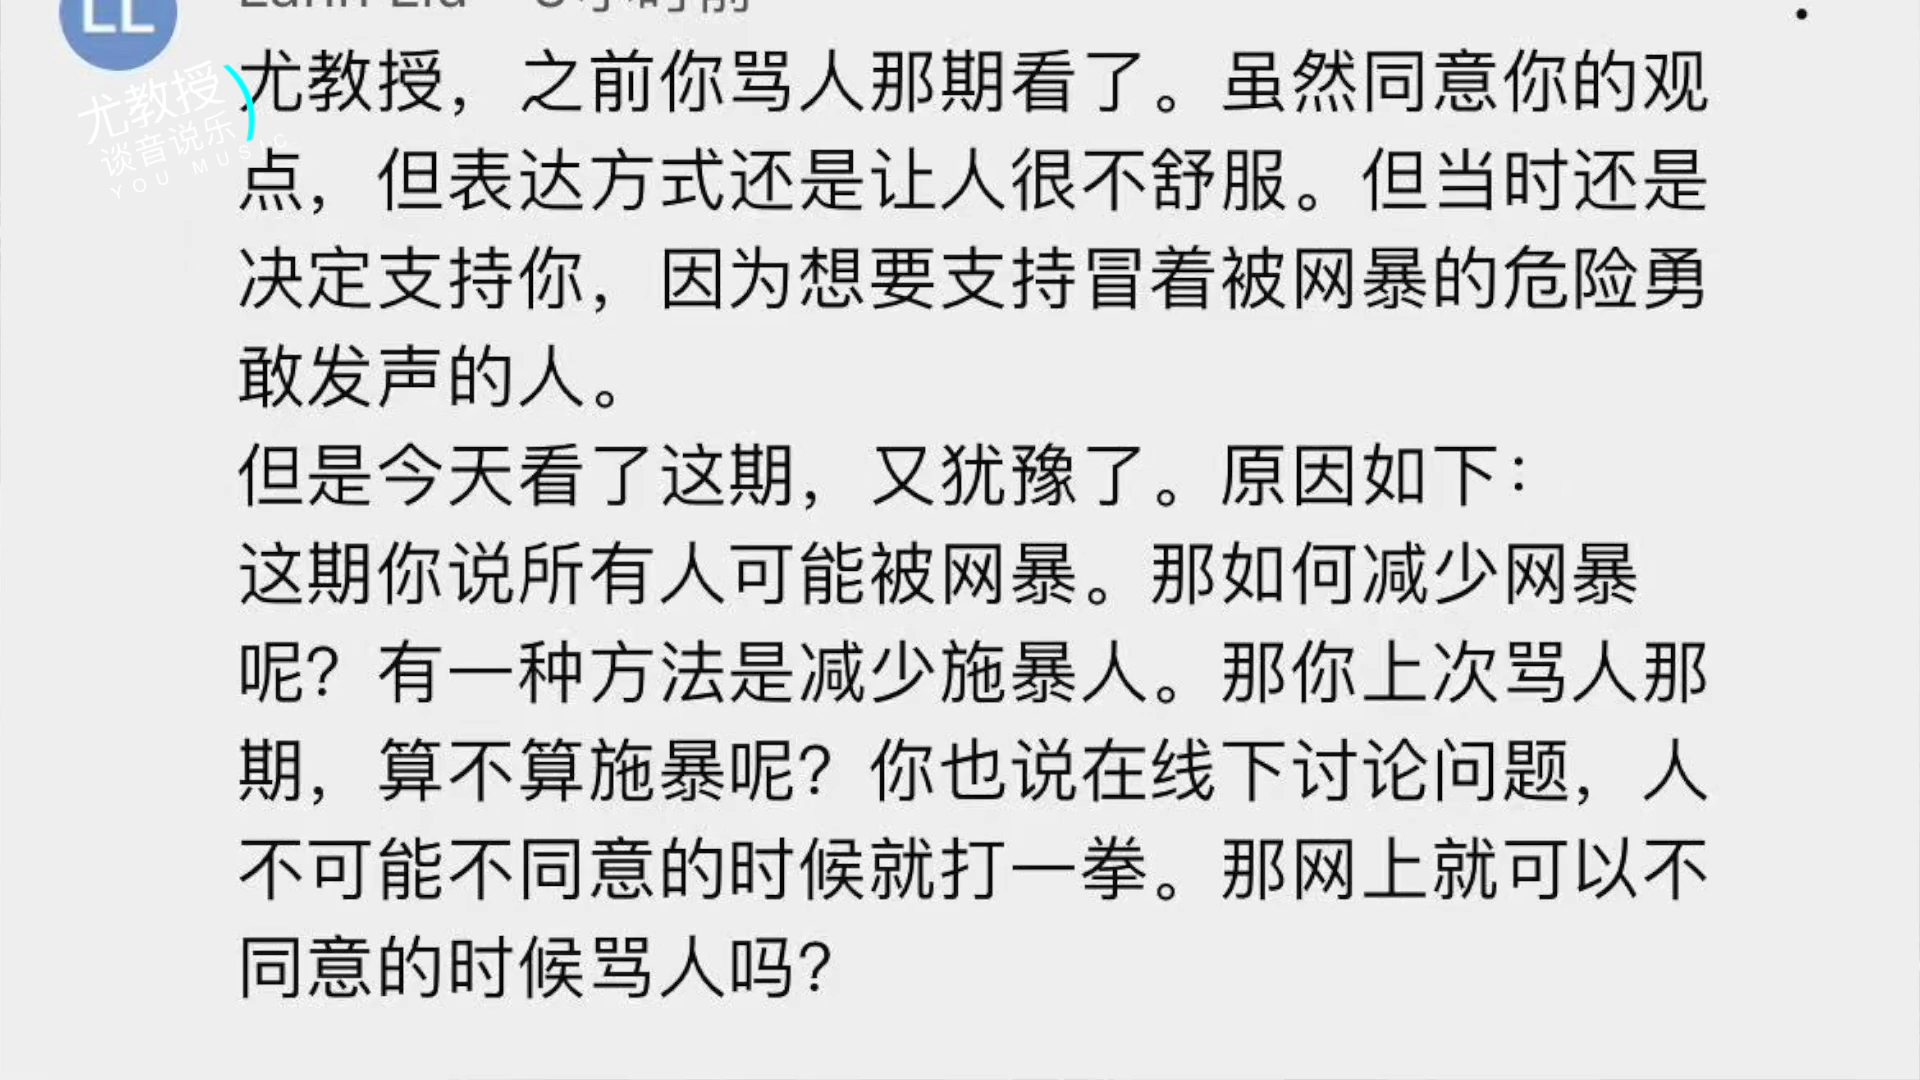 LL
尤教授
谈音说乐
YOU MUSIC
尤教授，之前你骂人那期看了。虽然同意你的观
点，但表达方式还是让人很不舒服。但当时还是
决定支持你，因为想要支持冒着被网暴的危险勇
敢发声的人。
但是今天看了这期，又犹豫了。原因如下：
这期你说所有人可能被网暴。那如何减少网暴
呢？有一种方法是减少施暴人。那你上次骂人那
期，算不算施暴呢？你也说在线下讨论问题，人
不可能不同意的时候就打一拳。那网上就可以不
同意的时候骂人吗？